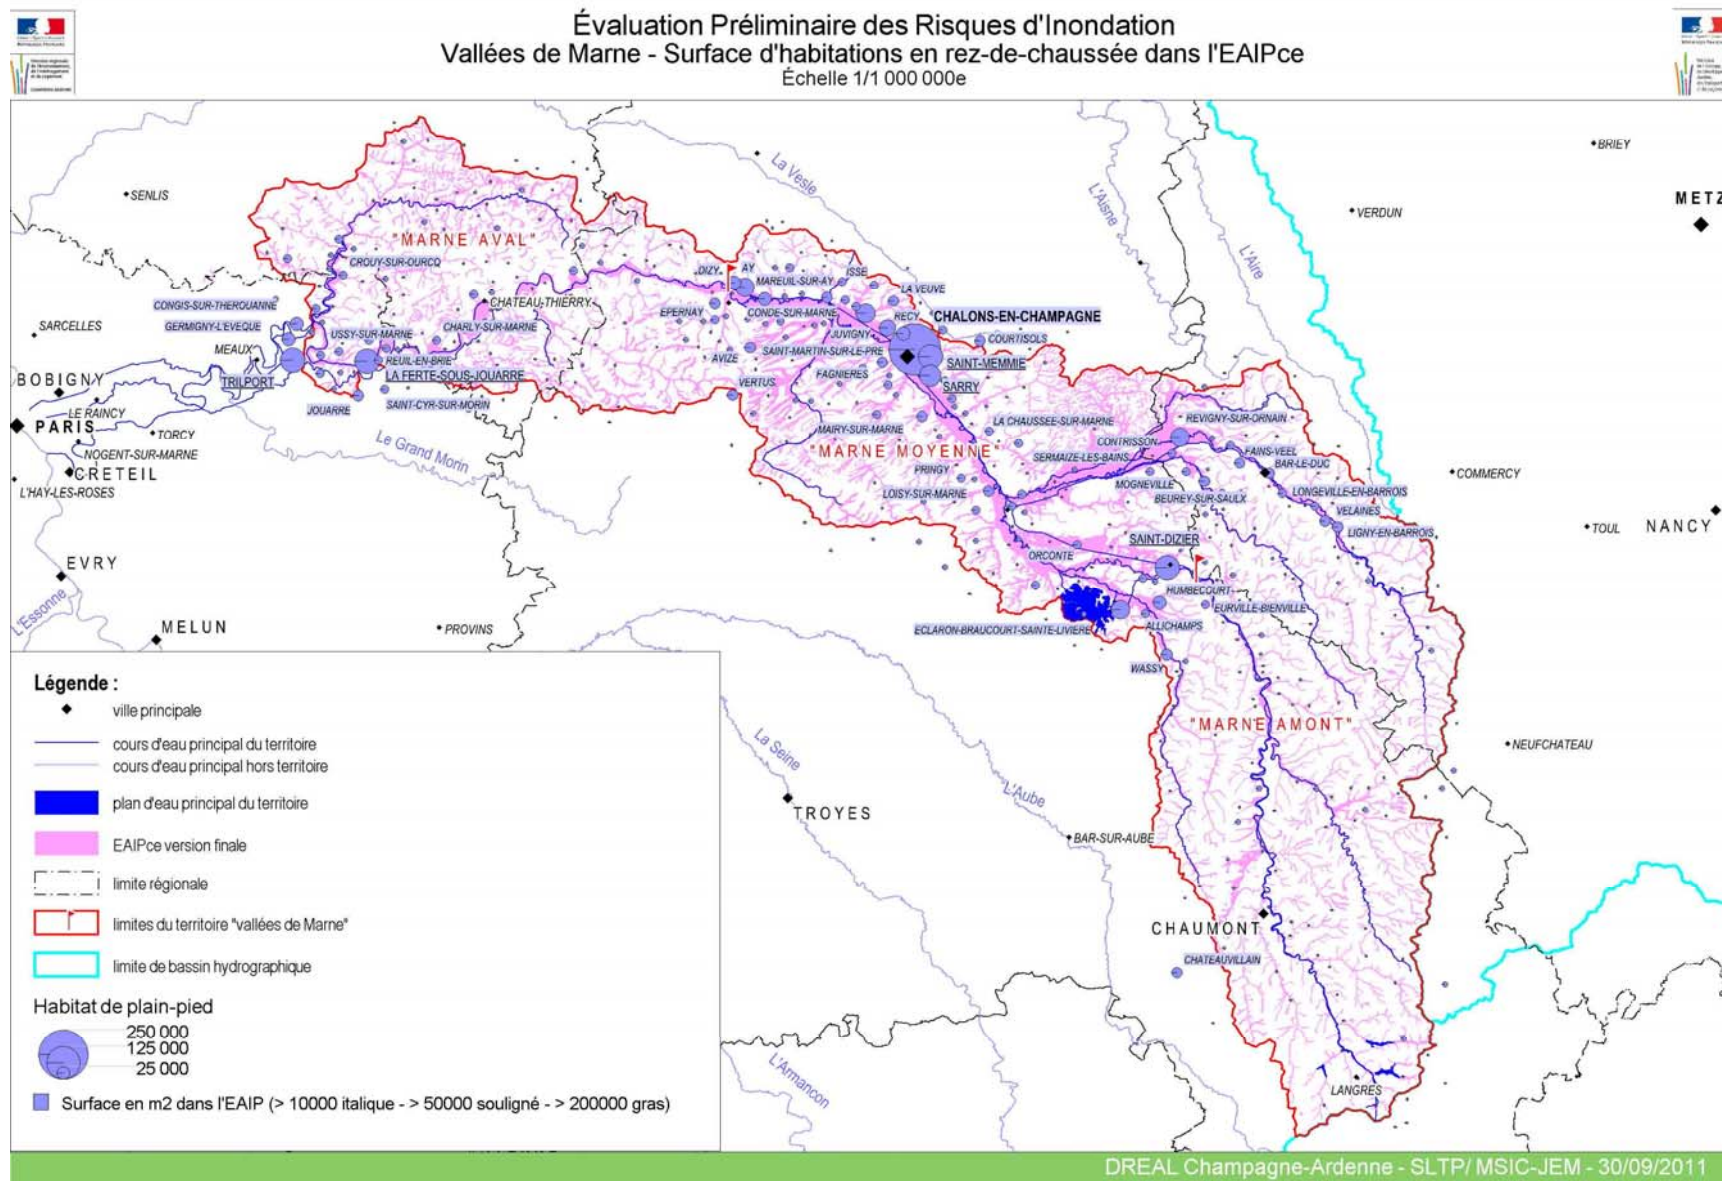 Évaluation Préliminaire des Risques d'Inondation
Vallées de Marne - Surface d'habitations en rez-de-chaussée dans l'EAIPce
Échelle 1/1 000 000e
BRIEY
La Vesle
L'Aisne
SENLIS
METZ
VERDUN
L'Aire
"MARNE AVAL"
CROUY-SUR-OURCQ
DIZY
AY
ISSE
MAREUIL-SUR-AY
LA VEUVE
CONGIS-SUR-THEROUANNE
CHATEAU-THIERRY
EPERNAY
CONDE-SUR-MARNE
RECY
CHALONS-EN-CHAMPAGNE
SARCELLES
GERMIGNY-L'EVEQUE
USSY-SUR-MARNE
CHARLY-SUR-MARNE
JUVIGNY
COURTISOLS
MEAUX
REUIL-EN-BRIE
AVIZE
SAINT-MARTIN-SUR-LE-PRE
SAINT-MEMMIE
BOBIGNY
TRILPORT
LA FERTE-SOUS-JOUARRE
VERTUS
FAGNIERES
SARRY
LE RAINCY
JOUARRE
SAINT-CYR-SUR-MORIN
PARIS
TORCY
Le Grand Morin
MAIRY-SUR-MARNE
LA CHAUSSEE-SUR-MARNE
REVIGNY-SUR-ORNAIN
NOGENT-SUR-MARNE
"MARNE MOYENNE"
CONTRISSON
CRETEIL
SERMAIZE-LES-BAINS
FAINS-VEEL
BAR-LE-DUC
COMMERCY
L'HAY-LES-ROSES
PRINGY
MOGNEVILLE
LOISY-SUR-MARNE
BEUREY-SUR-SAULX
LONGEVILLE-EN-BARROIS
VELAINES
LIGNY-EN-BARROIS
TOUL
NANCY
SAINT-DIZIER
ORCONTE
EVRY
L'Essonne
HUMBECOURT
EURVILLE-BIENVILLE
MELUN
PROVINS
ECLARON-BRAUCOURT-SAINTE-LIVIERE
ALLICHAMPS
WASSY
"MARNE AMONT"
La Seine
NEUFCHATEAU
L'Aube
TROYES
BAR-SUR-AUBE
CHAUMONT
CHATEAUVILLAIN
L'Armancon
LANGRES
Légende :
ville principale
cours d'eau principal du territoire
cours d'eau principal hors territoire
plan d'eau principal du territoire
EAIPce version finale
limite régionale
limites du territoire "vallées de Marne"
limite de bassin hydrographique
Habitat de plain-pied
250 000
125 000
25 000
Surface en m2 dans l'EAIP (> 10000 italique - > 50000 souligné - > 200000 gras)
DREAL Champagne-Ardenne - SLTP/ MSIC-JEM - 30/09/2011